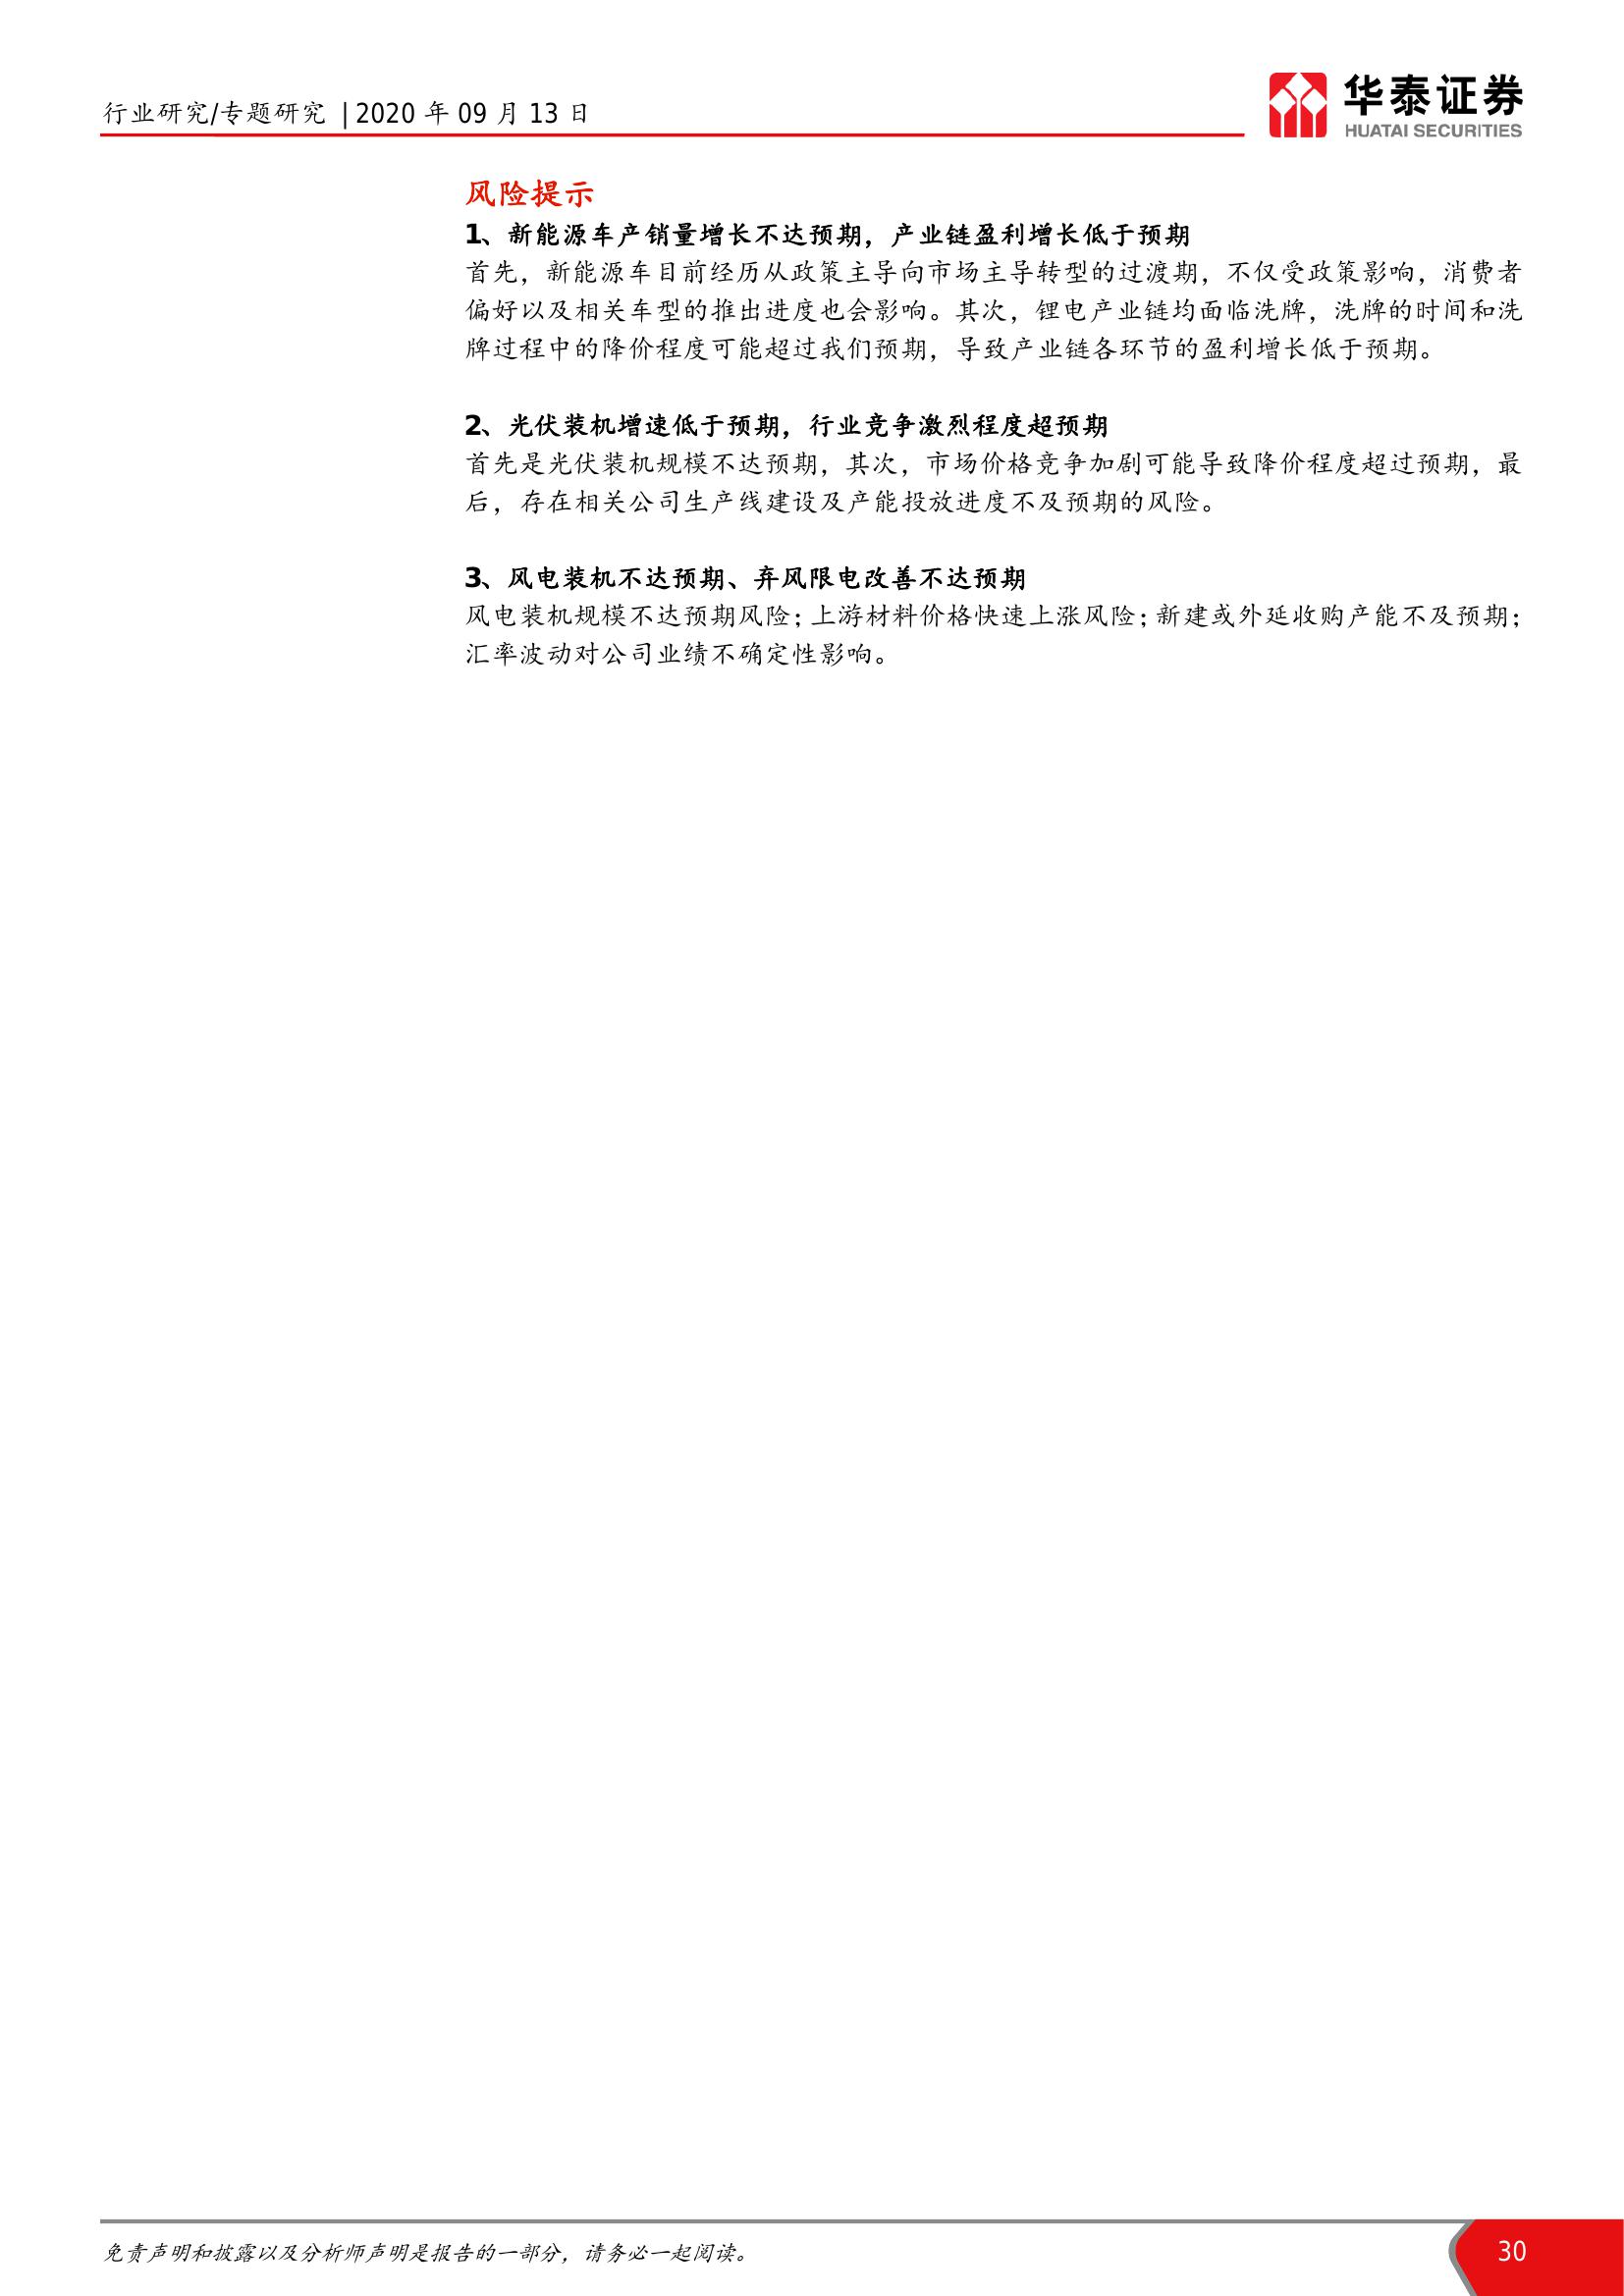 行业研究/专题研究 | 2020 年 09 月 13 日
华泰证券
HUATAI SECURITIES
风险提示
1、新能源车产销量增长不达预期，产业链盈利增长低于预期
首先，新能源车目前经历从政策主导向市场主导转型的过渡期，不仅受政策影响，消费者
偏好以及相关车型的推出进度也会影响。其次，锂电产业链均面临洗牌，洗牌的时间和洗
牌过程中的降价程度可能超过我们预期，导致产业链各环节的盈利增长低于预期。
2、光伏装机增速低于预期，行业竞争激烈程度超预期
首先是光伏装机规模不达预期，其次，市场价格竞争加剧可能导致降价程度超过预期，最
后，存在相关公司生产线建设及产能投放进度不及预期的风险。
3、风电装机不达预期、弃风限电改善不达预期
风电装机规模不达预期风险；上游材料价格快速上涨风险；新建或外延收购产能不及预期；
汇率波动对公司业绩不确定性影响。
免责声明和披露以及分析师声明是报告的一部分，请务必一起阅读。
30